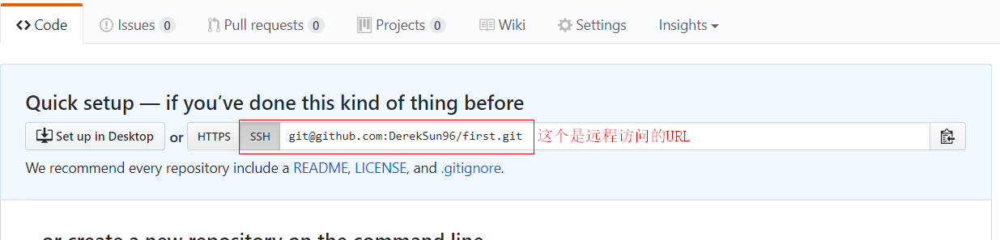 Code Issues 0 Pull requests 0 Projects 0 Wiki Settings Insights
Quick setup — if you’ve done this kind of thing before
Set up in Desktop or HTTPS SSH git@github.com:DerekSun96/first.git 这个是远程访问的URL
We recommend every repository include a README, LICENSE, and .gitignore.
…or create a new repository on the command line